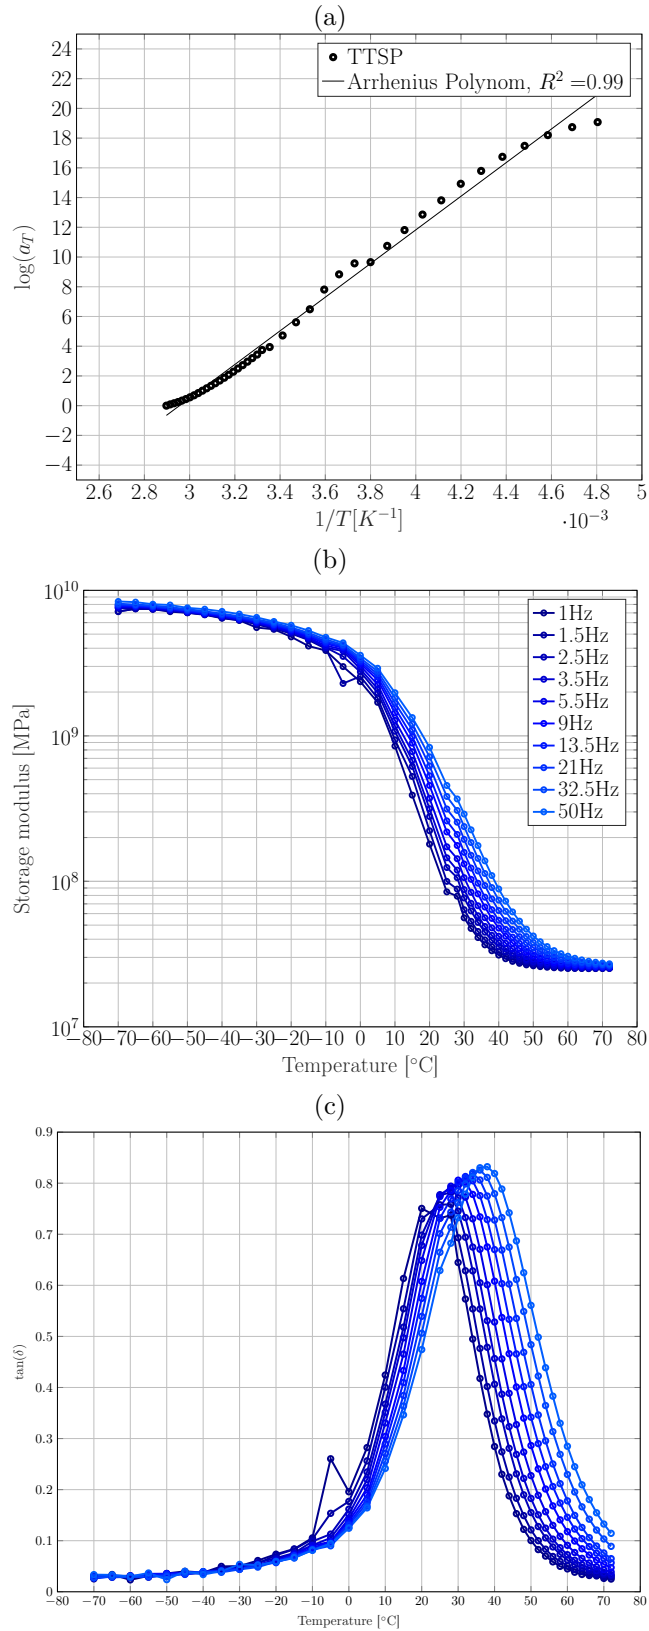 (a)
TTSP
Arrhenius Polynom, R² =0.99
24
22
20
18
16
14
12
10
8
6
4
2
0
−2
−4
log(a_T)
2.6 2.8 3 3.2 3.4 3.6 3.8 4 4.2 4.4 4.6 4.8 5
1/T[K⁻¹]
·10⁻³
(b)
10¹⁰
10⁹
10⁸
10⁷
Storage modulus [MPa]
1Hz
1.5Hz
2.5Hz
3.5Hz
5.5Hz
9Hz
13.5Hz
21Hz
32.5Hz
50Hz
−80 −70 −60 −50 −40 −30 −20 −10 0 10 20 30 40 50 60 70 80
Temperature [°C]
(c)
0.9
0.8
0.7
0.6
0.5
0.4
0.3
0.2
0.1
0
tan(δ)
−80 −70 −60 −50 −40 −30 −20 −10 0 10 20 30 40 50 60 70 80
Temperature [°C]